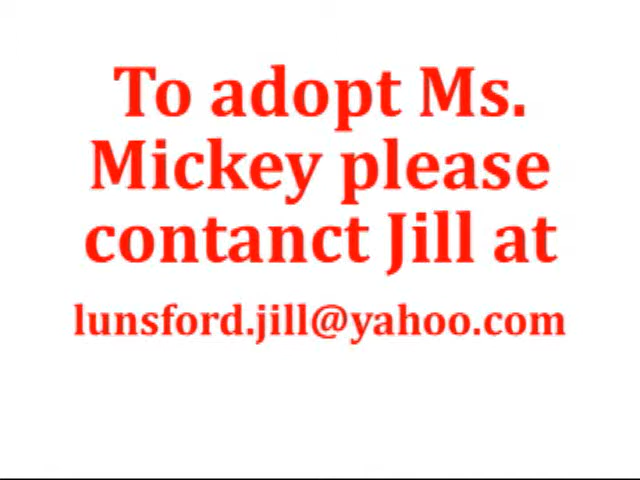 To adopt Ms.
Mickey please
contanct Jill at
lunsford.jill@yahoo.com